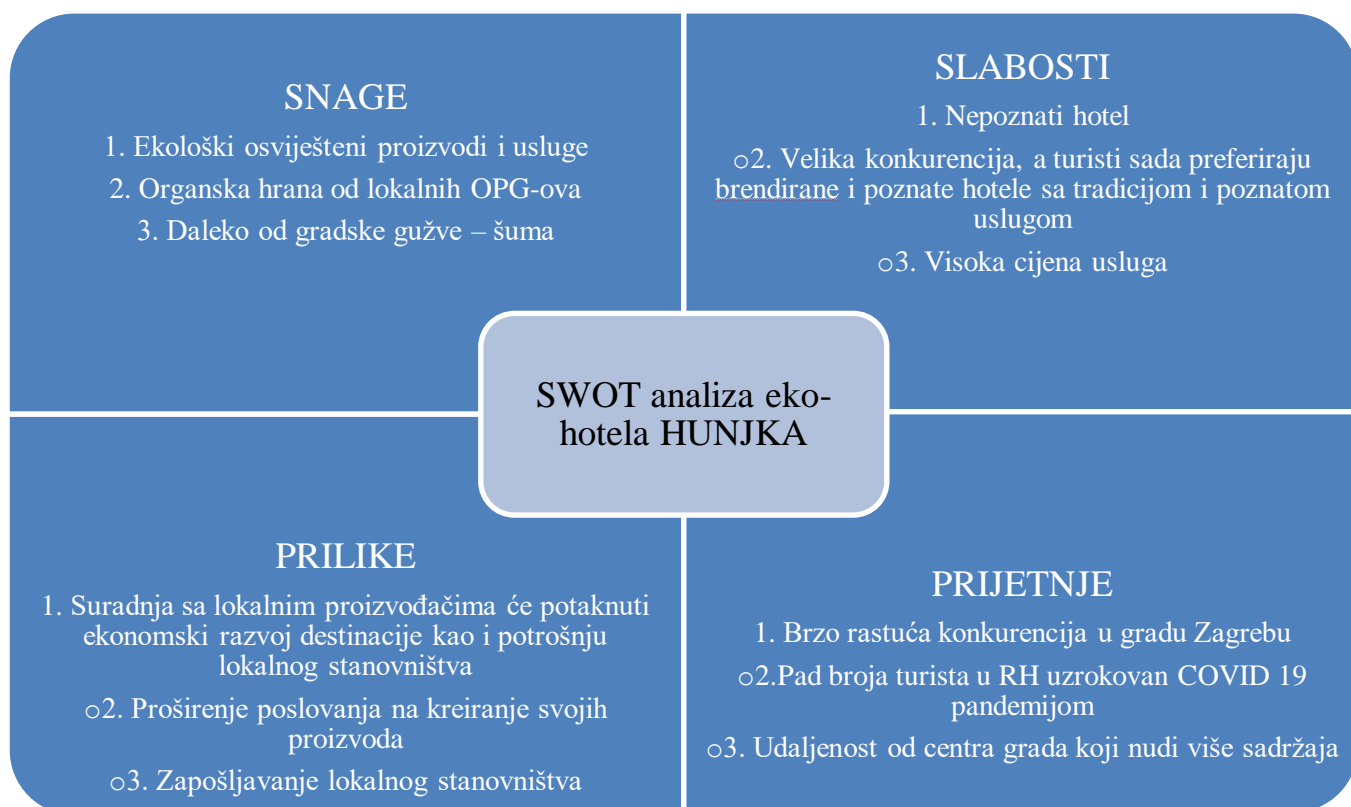 SNAGE
1. Ekološki osviješteni proizvodi i usluge
2. Organska hrana od lokalnih OPG-ova
3. Daleko od gradske gužve – šuma
SLABOSTI
1. Nepoznati hotel
o2. Velika konkurencija, a turisti sada preferiraju
brendirane i poznate hotele sa tradicijom i poznatom
uslugom
o3. Visoka cijena usluga
SWOT analiza eko-
hotela HUNJKA
PRILIKE
1. Suradnja sa lokalnim proizvođačima će potaknuti
ekonomski razvoj destinacije kao i potrošnju
lokalnog stanovništva
o2. Proširenje poslovanja na kreiranje svojih
proizvoda
o3. Zapošljavanje lokalnog stanovništva
PRIJETNJE
1. Brzo rastuća konkurencija u gradu Zagrebu
o2.Pad broja turista u RH uzrokovan COVID 19
pandemijom
o3. Udaljenost od centra grada koji nudi više sadržaja